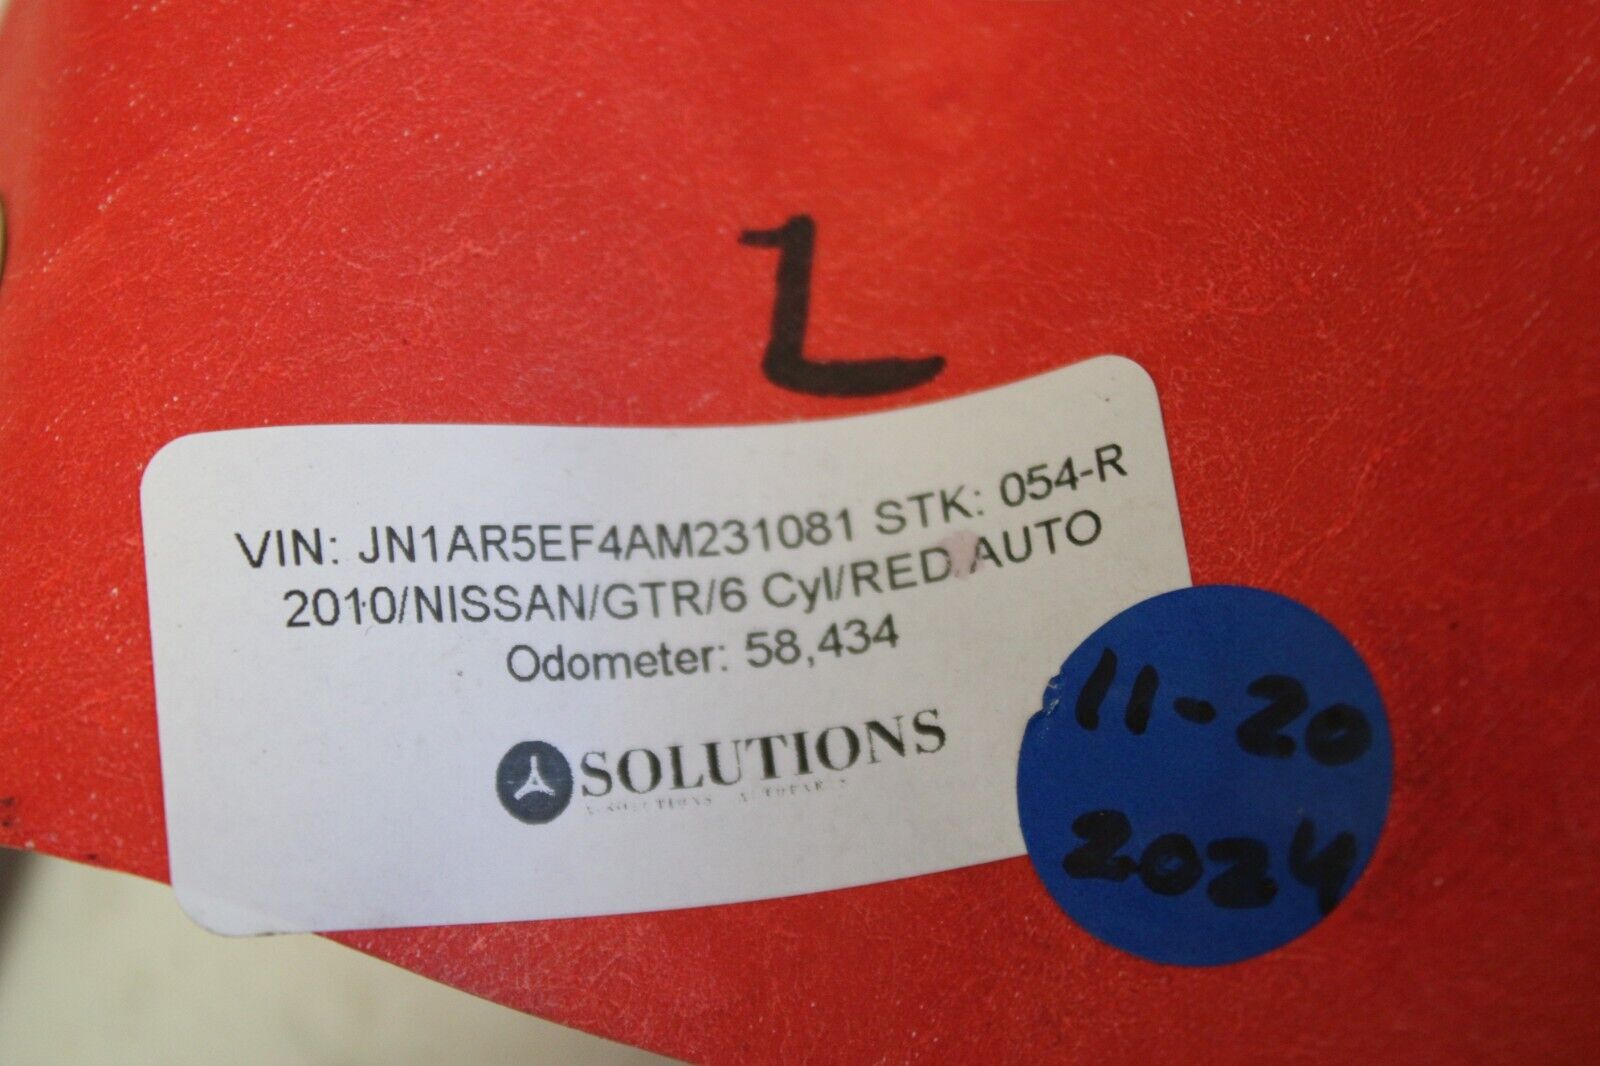 L
VIN: JN1AR5EF4AM231081 STK: 054-R
2010/NISSAN/GTR/6 Cyl/RED AUTO
Odometer: 58,434
SOLUTIONS
11-20
2024